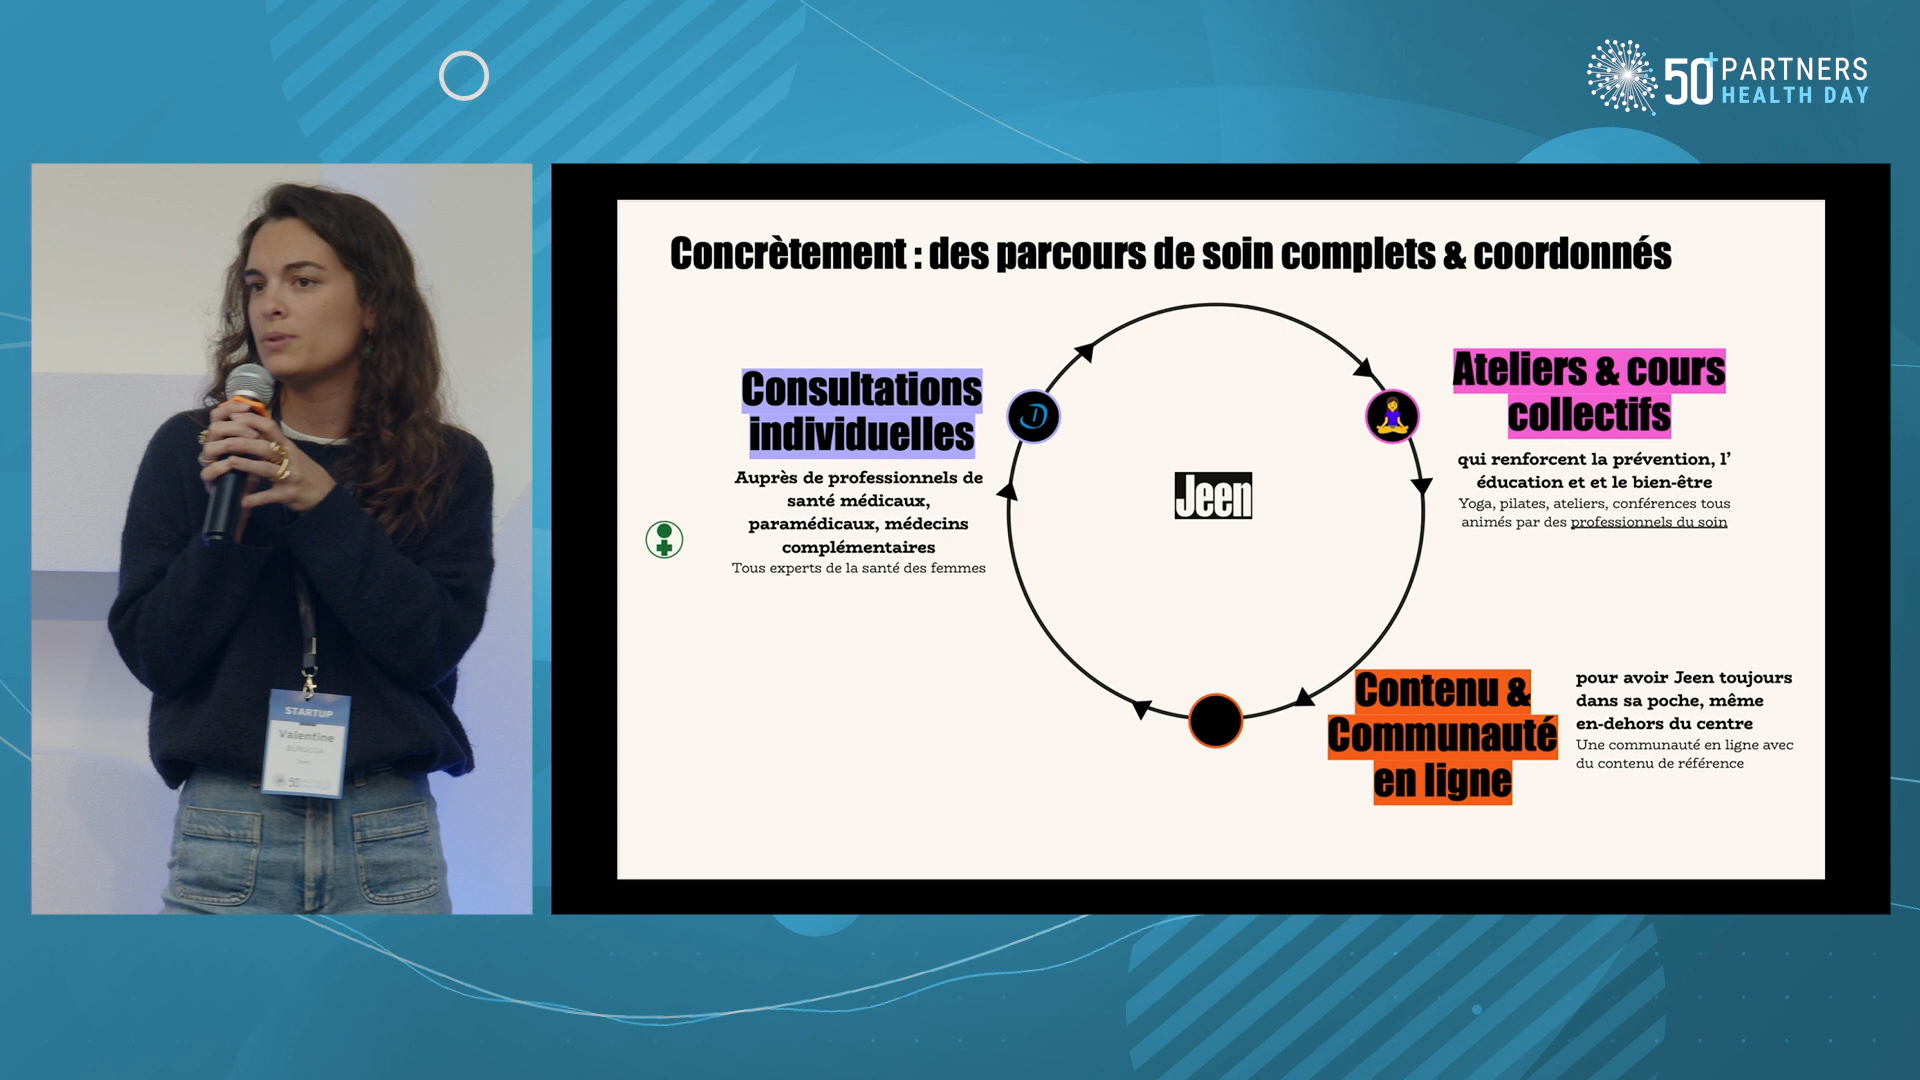 50+ PARTNERS
HEALTH DAY
Concrètement : des parcours de soin complets & coordonnés
Consultations
individuelles
Auprès de professionnels de
santé médicaux,
paramédicaux, médecins
complémentaires
Tous experts de la santé des femmes
Jeen
Ateliers & cours
collectifs
qui renforcent la prévention, l’
éducation et et le bien-être
Yoga, pilates, ateliers, conférences tous
animés par des professionnels du soin
Contenu &
Communauté
en ligne
pour avoir Jeen toujours
dans sa poche, même
en-dehors du centre
Une communauté en ligne avec
du contenu de référence
STARTUP
Valentine
50